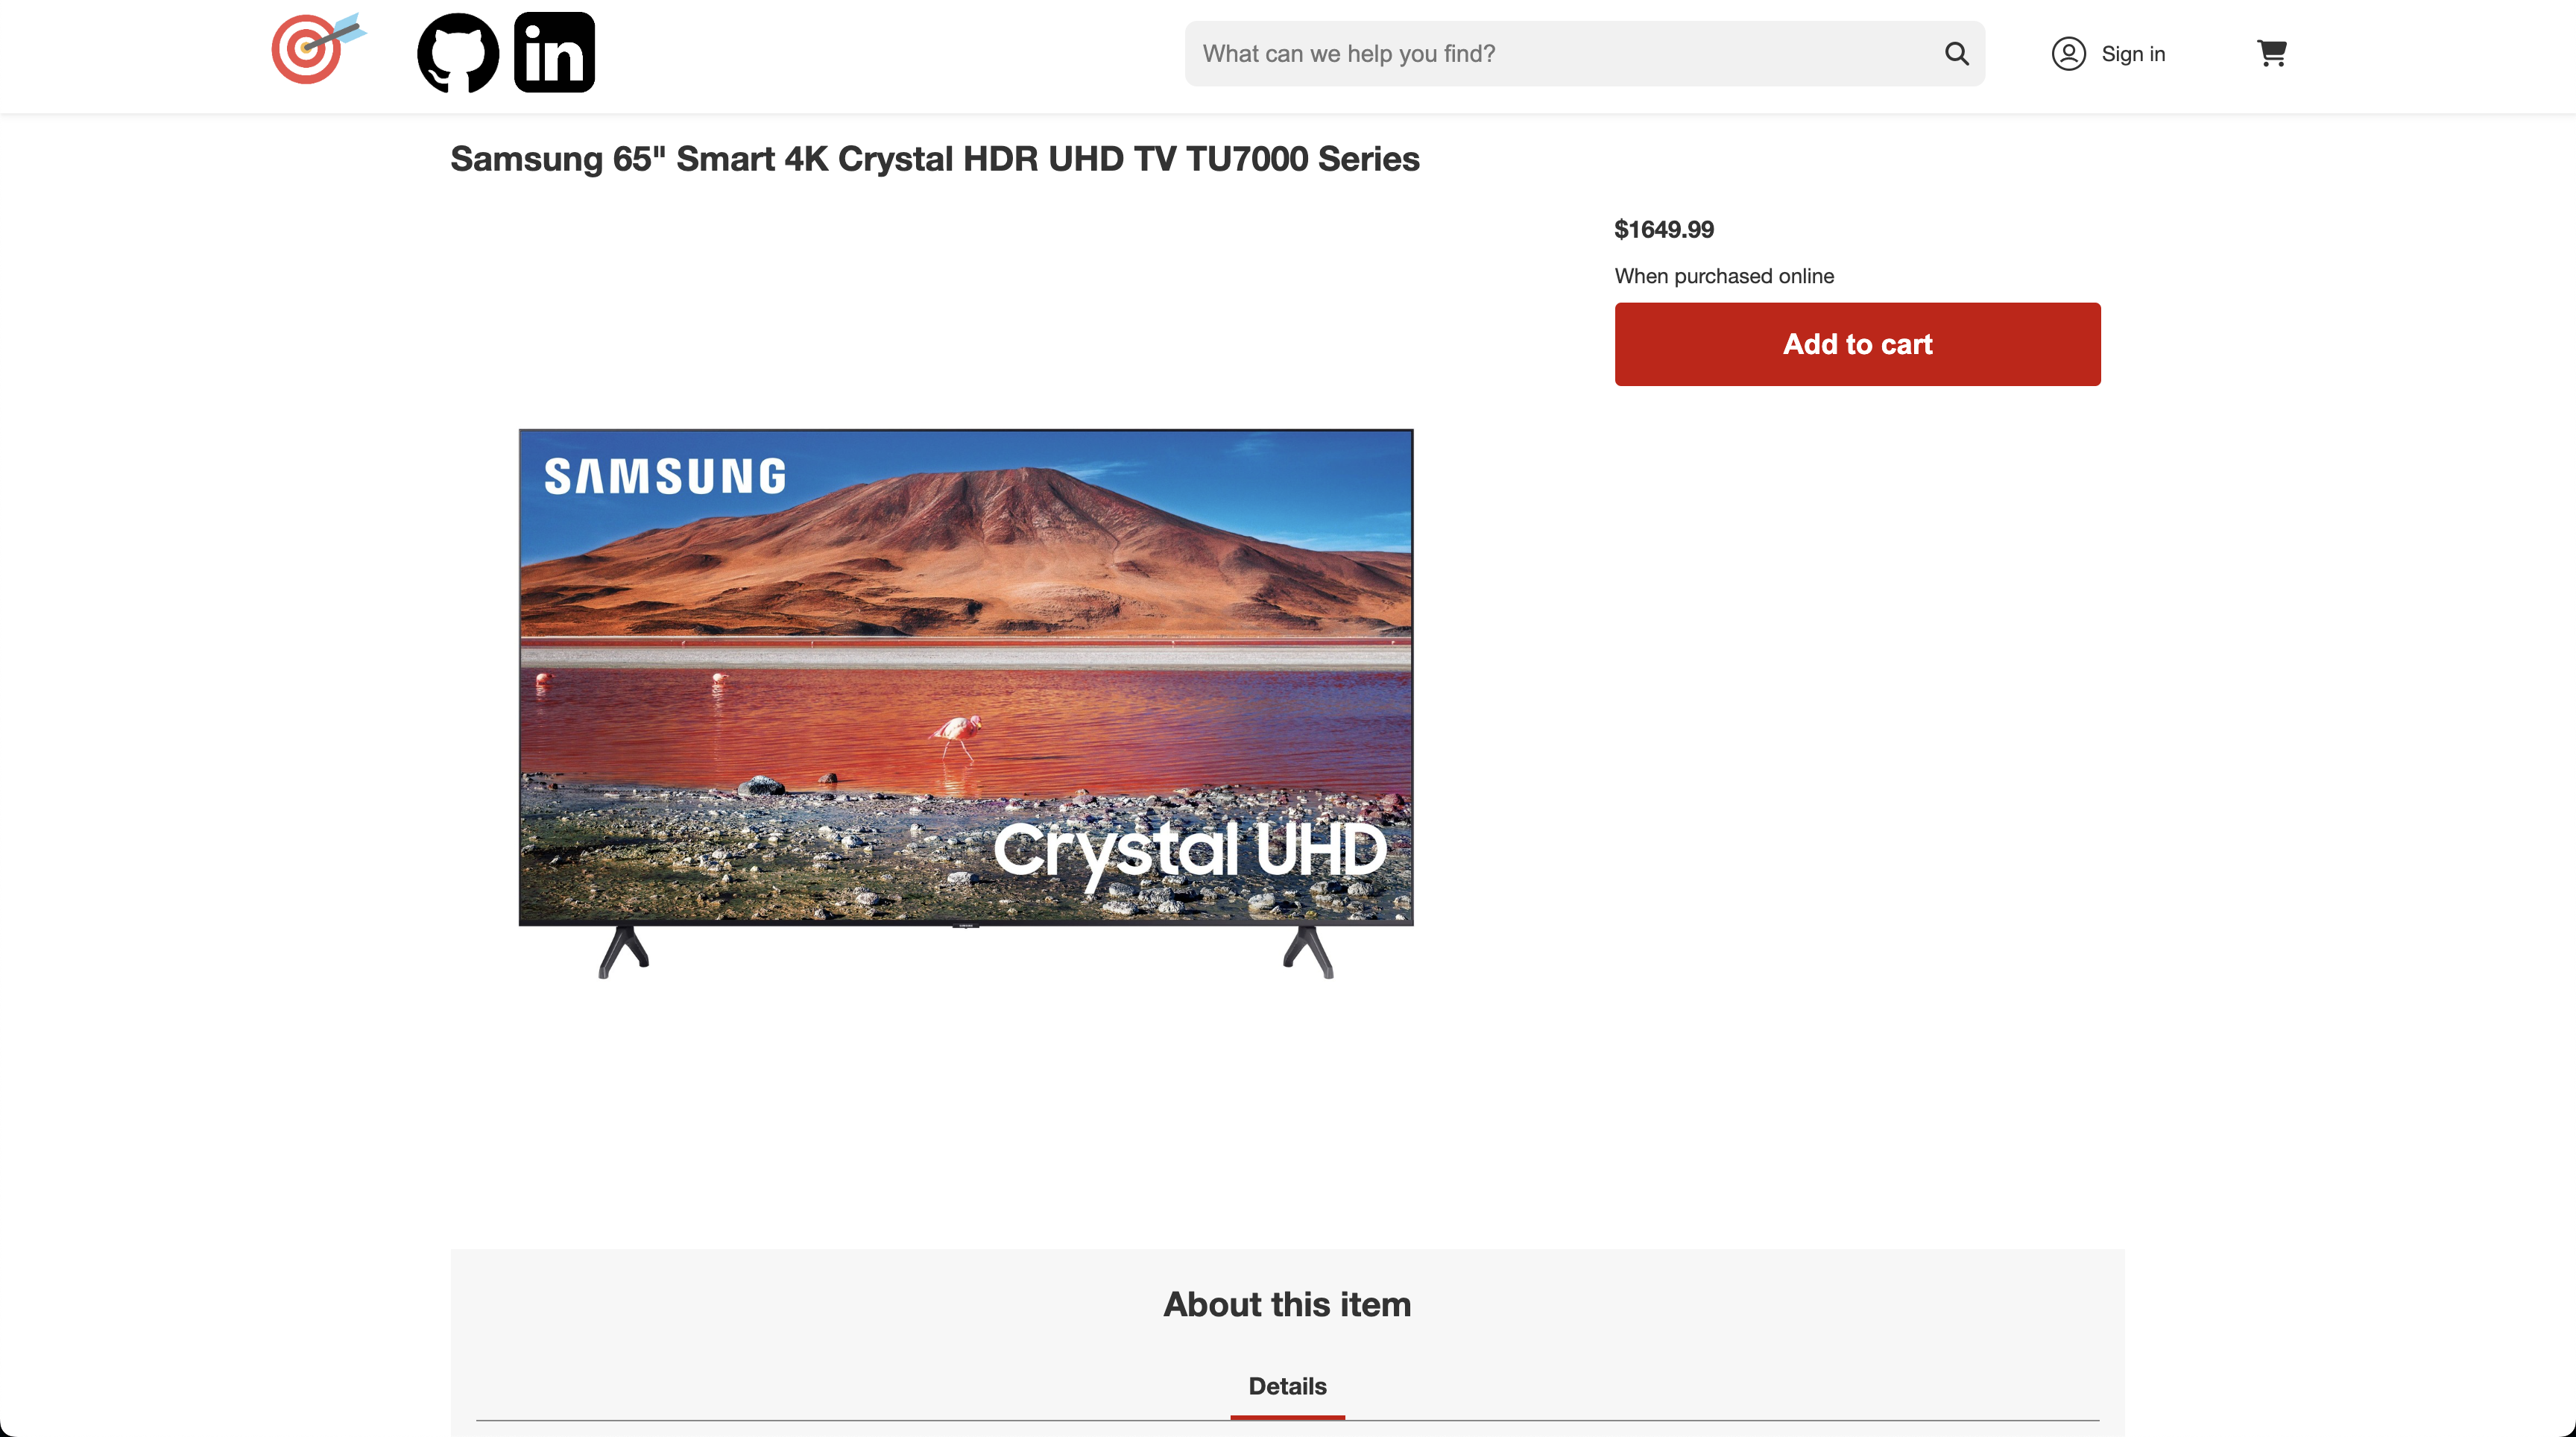 in
What can we help you find?
Sign in
Samsung 65" Smart 4K Crystal HDR UHD TV TU7000 Series
$1649.99
When purchased online
Add to cart
SAMSUNG
Crystal UHD
About this item
Details